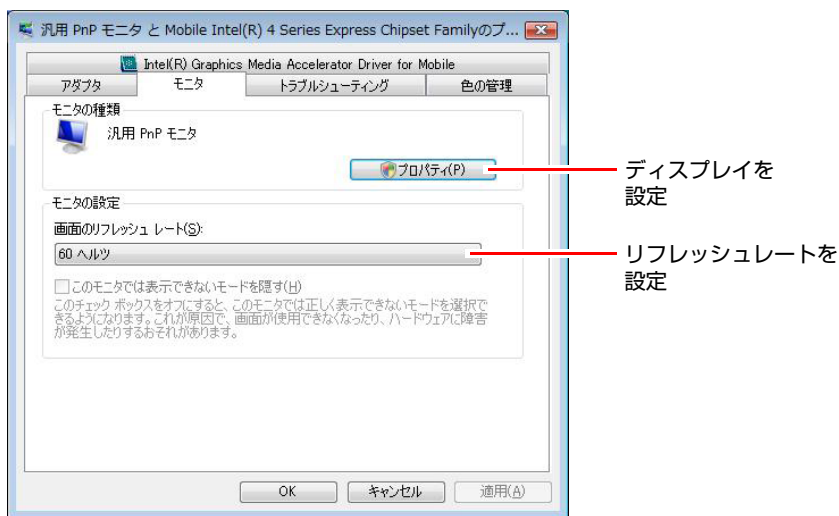 汎用 PnP モニタ と Mobile Intel(R) 4 Series Express Chipset Familyのプ...
Intel(R) Graphics Media Accelerator Driver for Mobile
アダプタ モニタ トラブルシューティング 色の管理
モニタの種類
汎用 PnP モニタ
プロパティ(P)
ディスプレイを
設定
モニタの設定
画面のリフレッシュ レート(S):
60 ヘルツ
リフレッシュレートを
設定
このモニタでは表示できないモードを隠す(H)
このチェック ボックスをオフにすると、このモニタでは正しく表示できないモードを選択で
きるようになります。これが原因で、画面が使用できなくなったり、ハードウェアに障害
が発生したりするおそれがあります。
OK キャンセル 適用(A)